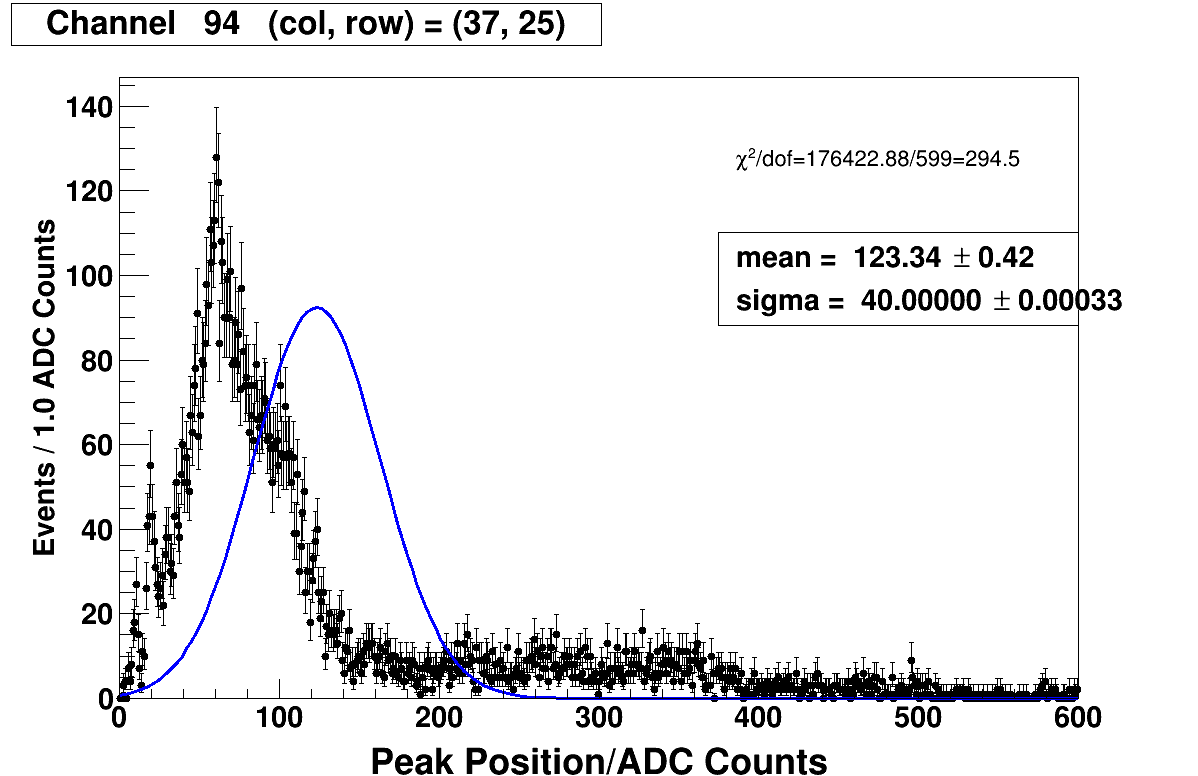 Channel 94 (col, row) = (37, 25)
140
120
100
80
60
40
20
0
Events / 1.0 ADC Counts
χ²/dof=176422.88/599=294.5
mean = 123.34 ± 0.42
sigma = 40.00000 ± 0.00033
0 100 200 300 400 500 600
Peak Position/ADC Counts